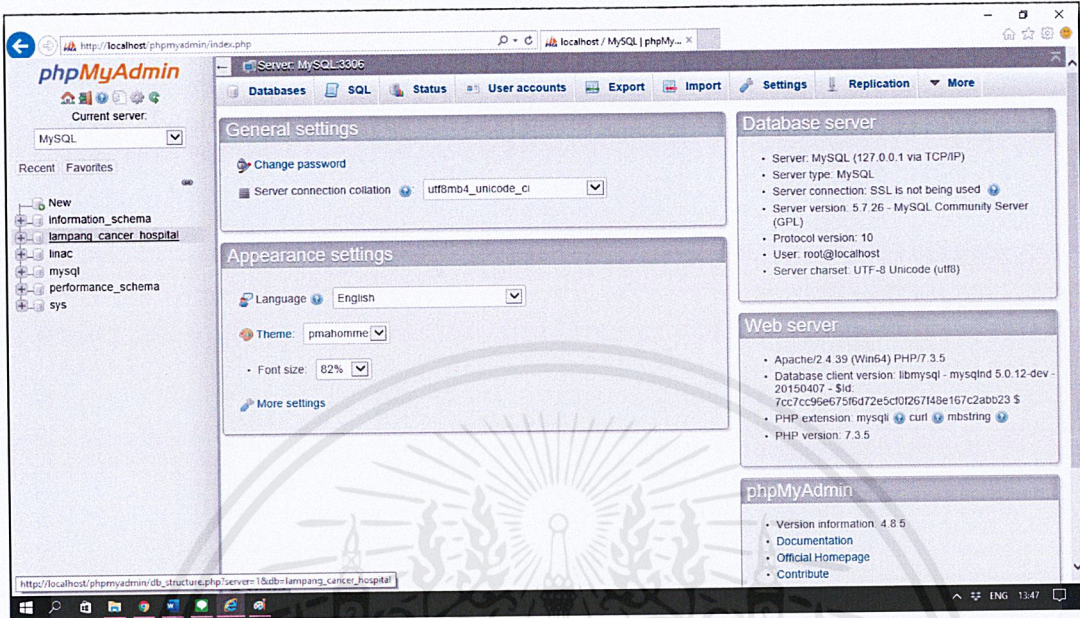 http://localhost/phpmyadmin/index.php
localhost / MySQL | phpMy...
phpMyAdmin
Current server:
MySQL
Recent Favorites
New
information_schema
lampang_cancer_hospital
linac
mysql
performance_schema
sys
Server: MySQL:3306
Databases SQL Status User accounts Export Import Settings Replication More
General settings
Change password
Server connection collation utf8mb4_unicode_ci
Appearance settings
Language English
Theme: pmahomme
• Font size: 82%
More settings
Database server
• Server: MySQL (127.0.0.1 via TCP/IP)
• Server type: MySQL
• Server connection: SSL is not being used
• Server version: 5.7.26 - MySQL Community Server
(GPL)
• Protocol version: 10
• User: root@localhost
• Server charset: UTF-8 Unicode (utf8)
Web server
• Apache/2.4.39 (Win64) PHP/7.3.5
• Database client version: libmysql - mysqlnd 5.0.12-dev -
20150407 - $Id:
7cc7cc96e675f6d72e5cf0f267f48e167c2abb23 $
• PHP extension: mysqli curl mbstring
• PHP version: 7.3.5
phpMyAdmin
• Version information: 4.8.5
• Documentation
• Official Homepage
• Contribute
http://localhost/phpmyadmin/db_structure.php?server=1&db=lampang_cancer_hospital
ENG 13:47